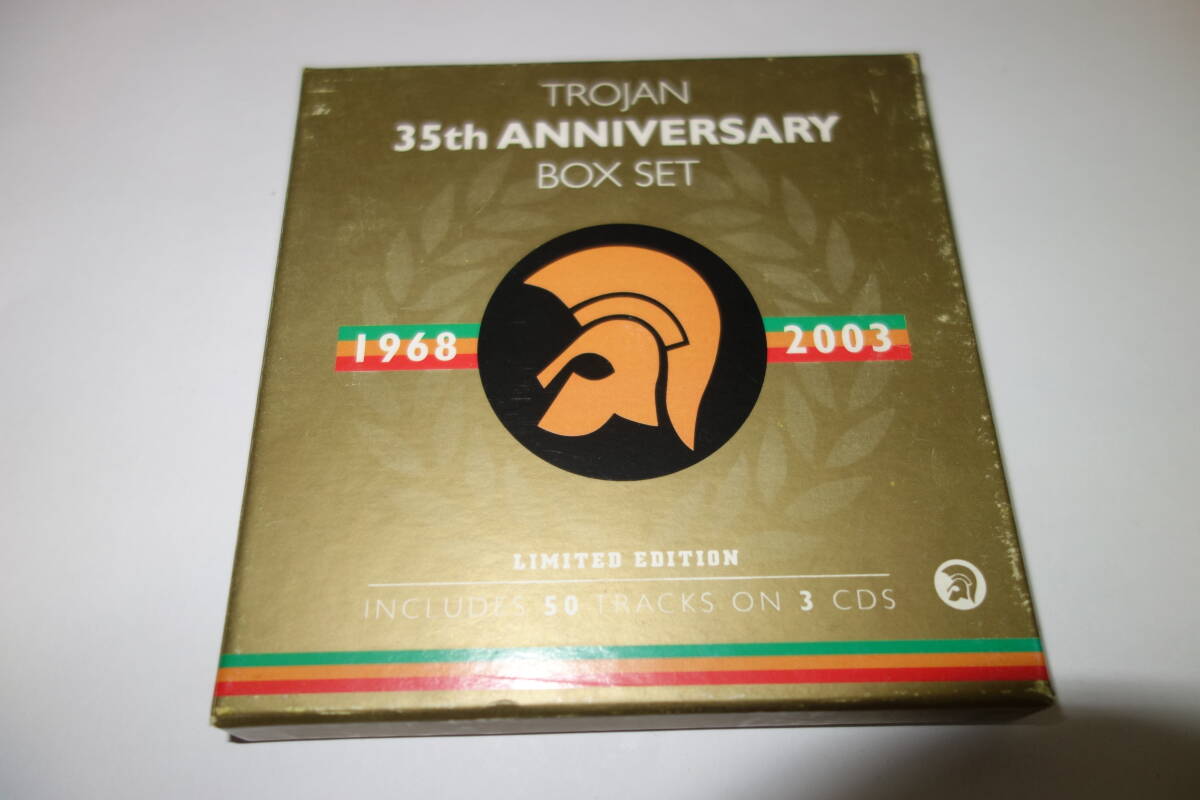 TROJAN
35th ANNIVERSARY
BOX SET
1968 2003
LIMITED EDITION
INCLUDES 50 TRACKS ON 3 CDS